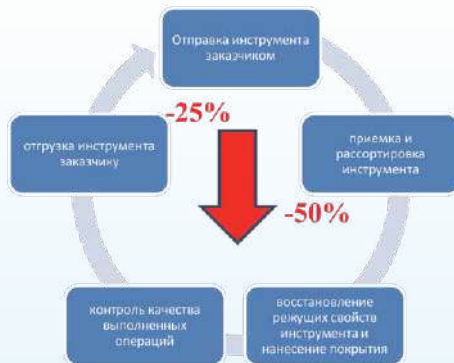 Отправка инструмента
заказчиком
-25%
отгрузка инструмента
заказчику
приемка и
рассортировка
инструмента
-50%
контроль качества
выполненных
операций
восстановление
режущих свойств
инструмента и
нанесение покрытия